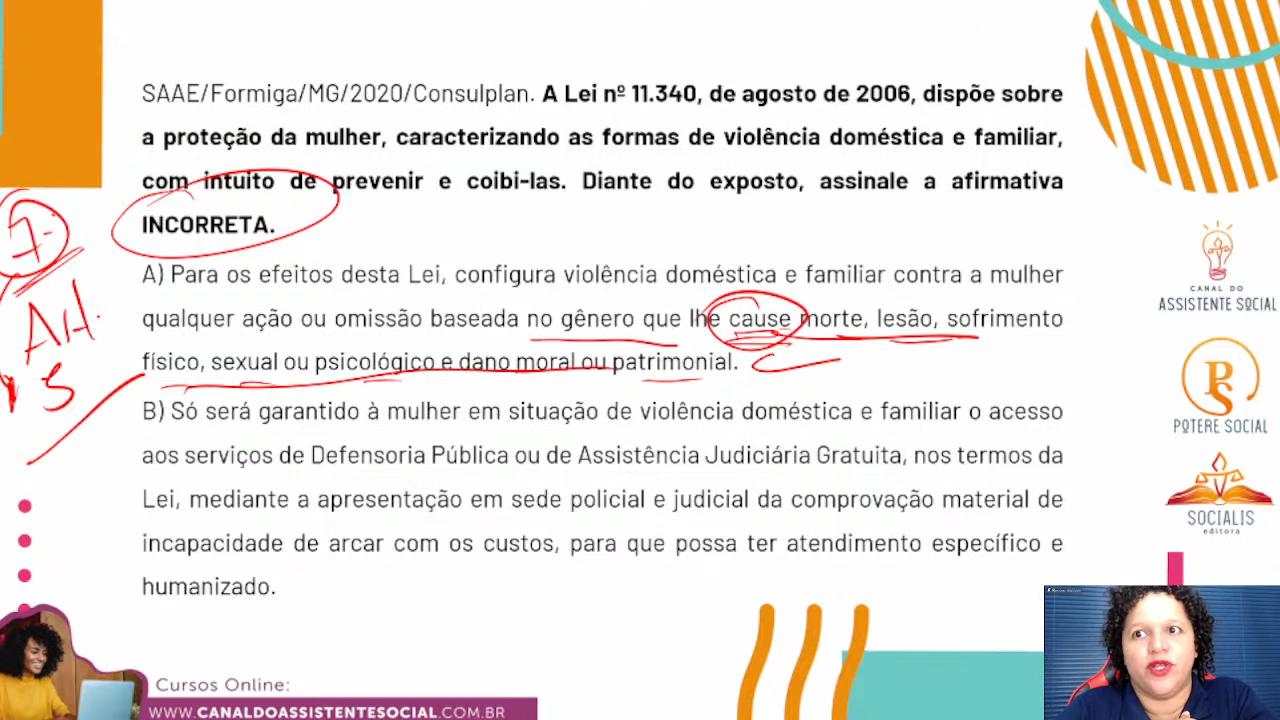 SAAE/Formiga/MG/2020/Consulplan. A Lei nº 11.340, de agosto de 2006, dispõe sobre
a proteção da mulher, caracterizando as formas de violência doméstica e familiar,
com intuito de prevenir e coibi-las. Diante do exposto, assinale a afirmativa
INCORRETA.
A) Para os efeitos desta Lei, configura violência doméstica e familiar contra a mulher
qualquer ação ou omissão baseada no gênero que lhe cause morte, lesão, sofrimento
físico, sexual ou psicológico e dano moral ou patrimonial.
B) Só será garantido à mulher em situação de violência doméstica e familiar o acesso
aos serviços de Defensoria Pública ou de Assistência Judiciária Gratuita, nos termos da
Lei, mediante a apresentação em sede policial e judicial da comprovação material de
incapacidade de arcar com os custos, para que possa ter atendimento específico e
humanizado.
CANAL DO
ASSISTENTE SOCIAL
PS
POTERE SOCIAL
SOCIALIS
editora
Cursos Online:
WWW.CANALDOASSISTENTESOCIAL.COM.BR